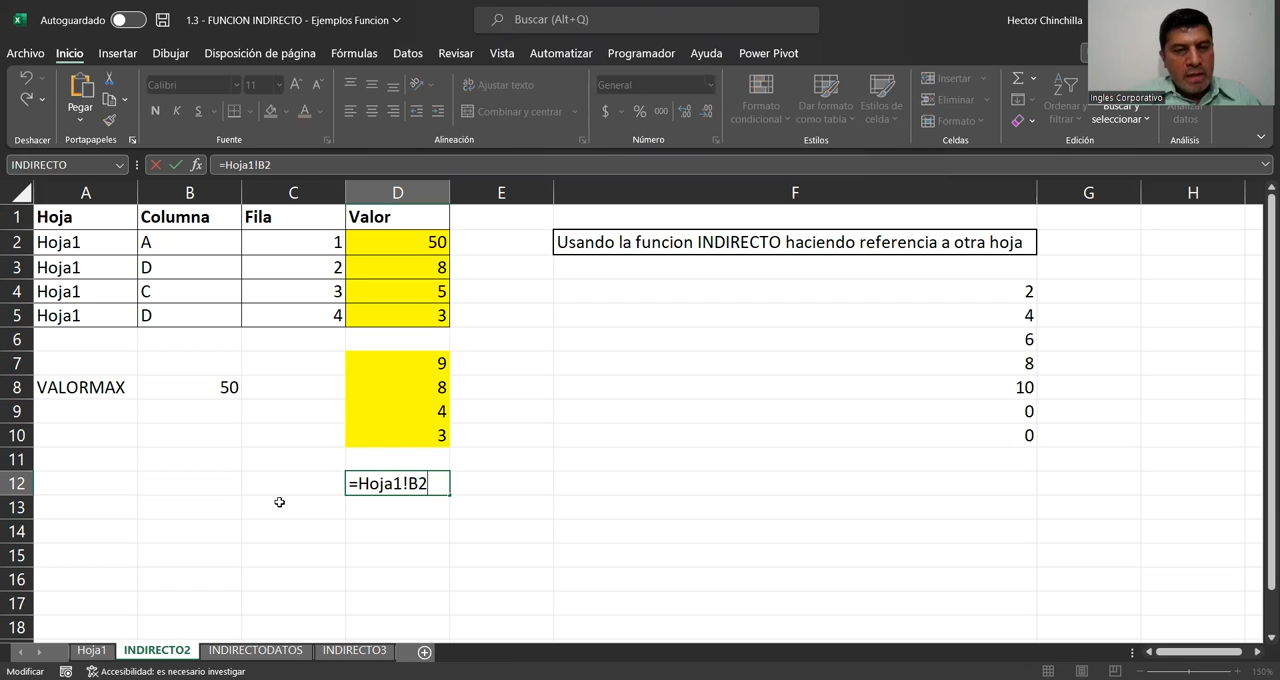 Autoguardado 1.3 - FUNCION INDIRECTO - Ejemplos Funcion Buscar (Alt+Q) Hector Chinchilla
Archivo Inicio Insertar Dibujar Disposición de página Fórmulas Datos Revisar Vista Automatizar Programador Ayuda Power Pivot
Calibri 11 Ajustar texto General Insertar
Pegar Formato Dar formato Estilos de Eliminar Ordenar y Buscar y Analizar
N K S Combinar y centrar $ % 000 condicional como tabla celda Formato filtrar seleccionar datos
Deshacer Portapapeles Fuente Alineación Número Estilos Celdas Edición Análisis
Ingles Corporativo
INDIRECTO fx =Hoja1!B2
A B C D E F G H
1 Hoja Columna Fila Valor
2 Hoja1 A 1 50 Usando la funcion INDIRECTO haciendo referencia a otra hoja
3 Hoja1 D 2 8
4 Hoja1 C 3 5 2
5 Hoja1 D 4 3 4
6 6
7 9 8
8 VALORMAX 50 8 10
9 4 0
10 3 0
11
12 =Hoja1!B2
13
14
15
16
17
18
Hoja1 INDIRECTO2 INDIRECTODATOS INDIRECTO3
Modificar Accesibilidad: es necesario investigar 150%